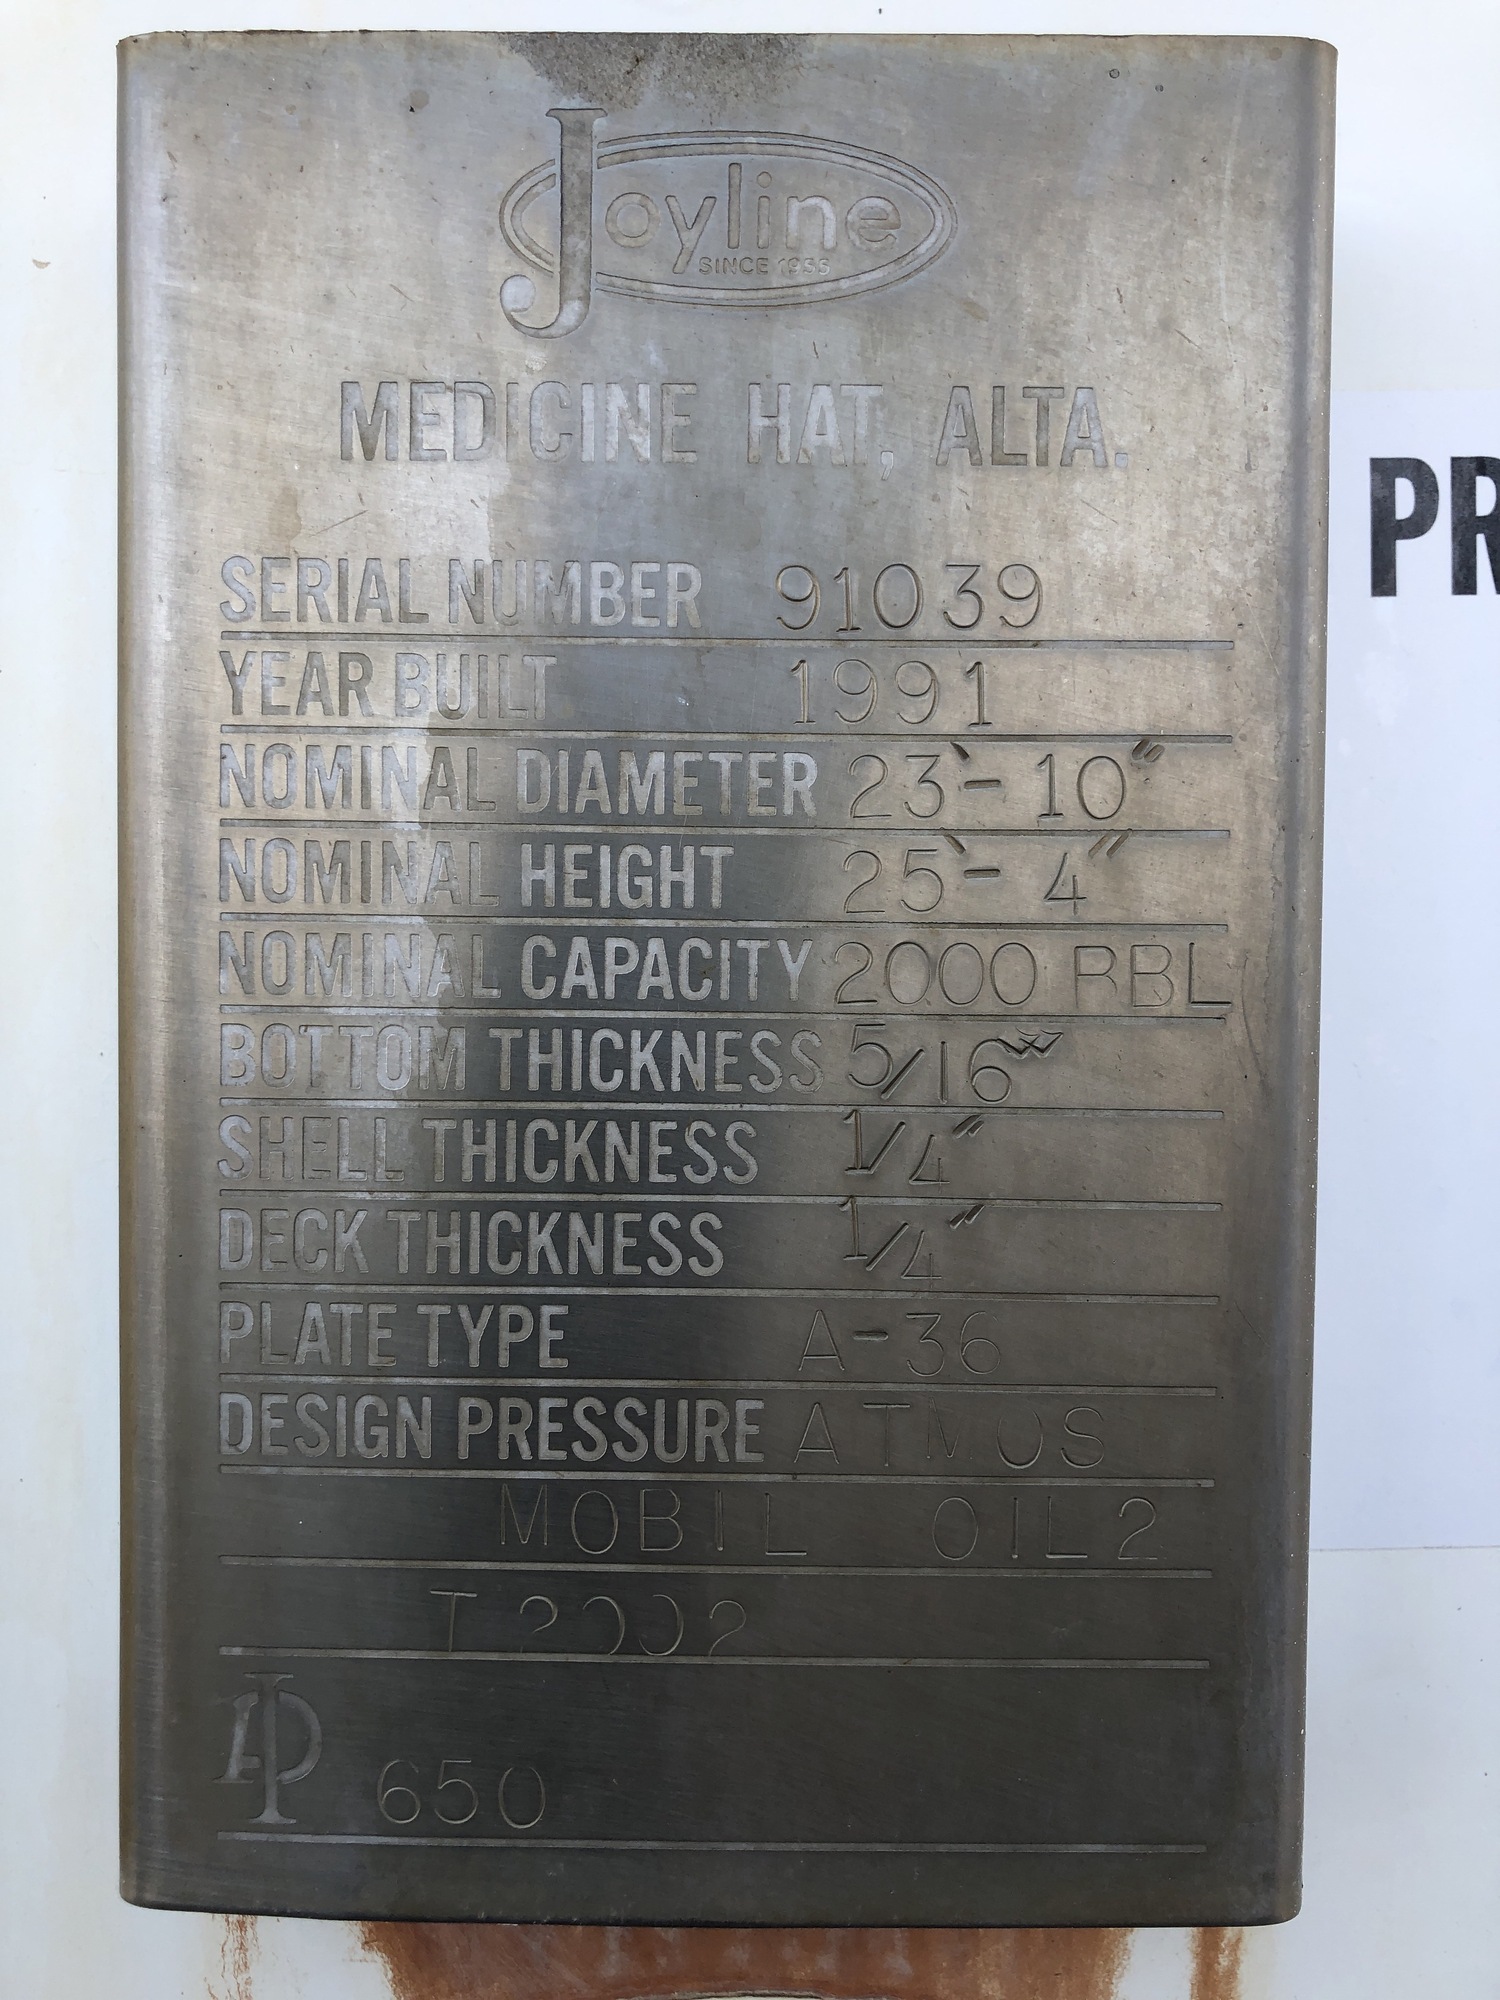 Joyline
SINCE 1955
MEDICINE HAT, ALTA.
SERIAL NUMBER 91039
YEAR BUILT 1991
NOMINAL DIAMETER 23'- 10"
NOMINAL HEIGHT 25'- 4"
NOMINAL CAPACITY 2000 BBL
BOTTOM THICKNESS 5/16"
SHELL THICKNESS 1/4"
DECK THICKNESS 1/4"
PLATE TYPE A-36
DESIGN PRESSURE ATMOS
MOBIL OIL 2
T 2002
API 650
PR